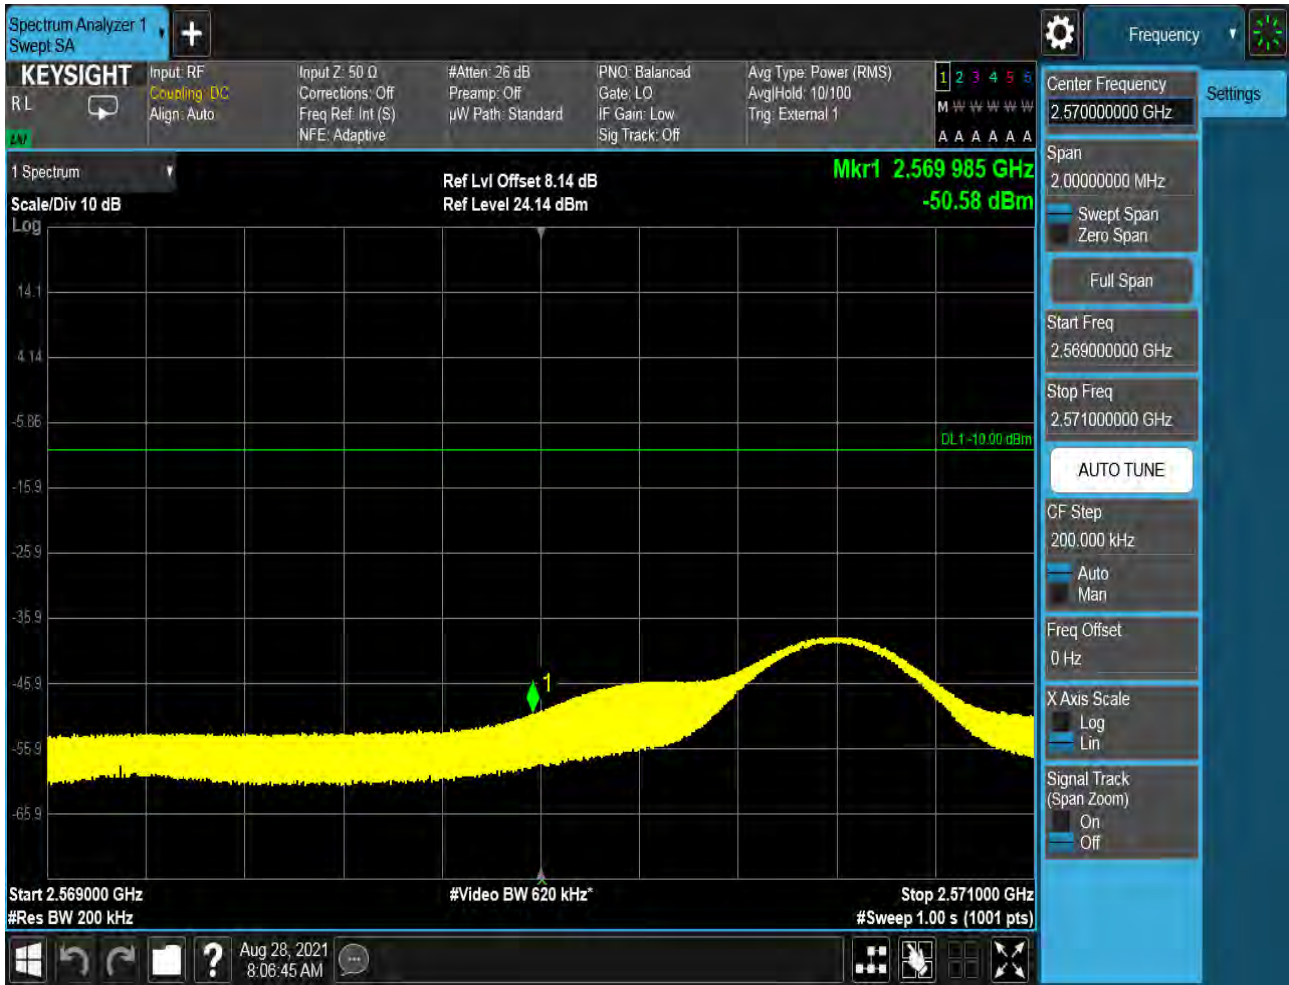 Spectrum Analyzer 1
Swept SA
+
Frequency
KEYSIGHT
R L
LNI
Input: RF
Coupling: DC
Align: Auto
Input Z: 50 Ω
Corrections: Off
Freq Ref: Int (S)
NFE: Adaptive
#Atten: 26 dB
Preamp: Off
µW Path: Standard
PNO: Balanced
Gate: LO
IF Gain: Low
Sig Track: Off
Avg Type: Power (RMS)
Avg|Hold: 10/100
Trig: External 1
1 2 3 4 5 6
M W W W W W
A A A A A A
1 Spectrum
Scale/Div 10 dB
Log
Ref Lvl Offset 8.14 dB
Ref Level 24.14 dBm
Mkr1 2.569 985 GHz
-50.58 dBm
14.1
4.14
-5.86
DL1 -10.00 dBm
-15.9
-25.9
-35.9
-45.9
1
-55.9
-65.9
Start 2.569000 GHz
#Video BW 620 kHz*
Stop 2.571000 GHz
#Res BW 200 kHz
#Sweep 1.00 s (1001 pts)
Center Frequency
2.570000000 GHz
Settings
Span
2.00000000 MHz
Swept Span
Zero Span
Full Span
Start Freq
2.569000000 GHz
Stop Freq
2.571000000 GHz
AUTO TUNE
CF Step
200.000 kHz
Auto
Man
Freq Offset
0 Hz
X Axis Scale
Log
Lin
Signal Track
(Span Zoom)
On
Off
?
Aug 28, 2021
8:06:45 AM